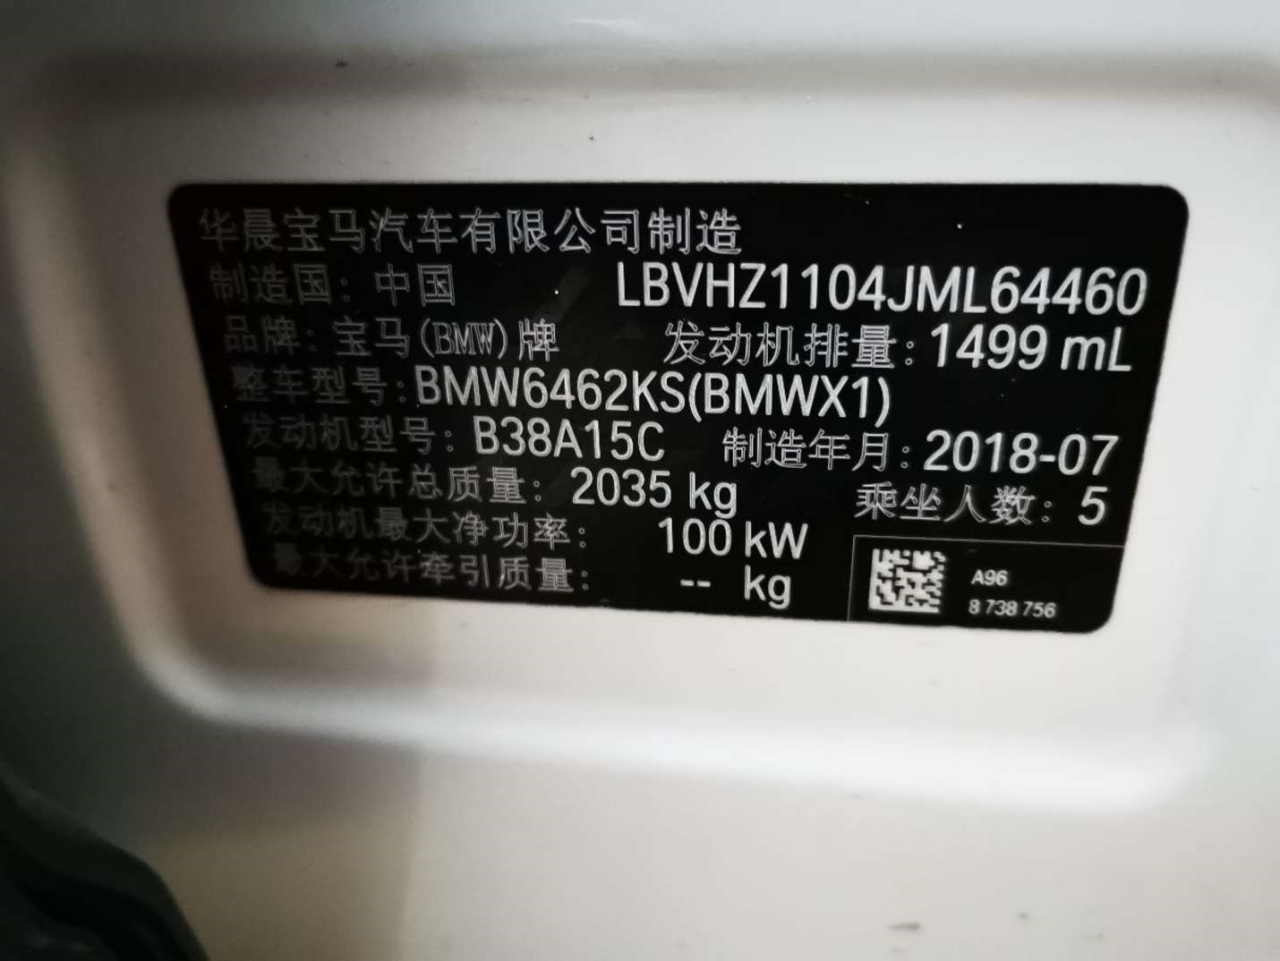 华晨宝马汽车有限公司制造
制造国：中国 LBVHZ1104JML64460
品牌：宝马(BMW)牌 发动机排量：1499 mL
整车型号：BMW6462KS(BMWX1)
发动机型号：B38A15C 制造年月：2018-07
最大允许总质量：2035 kg 乘坐人数：5
发动机最大净功率：100 kW
最大允许牵引质量：-- kg
A96
8 738 756